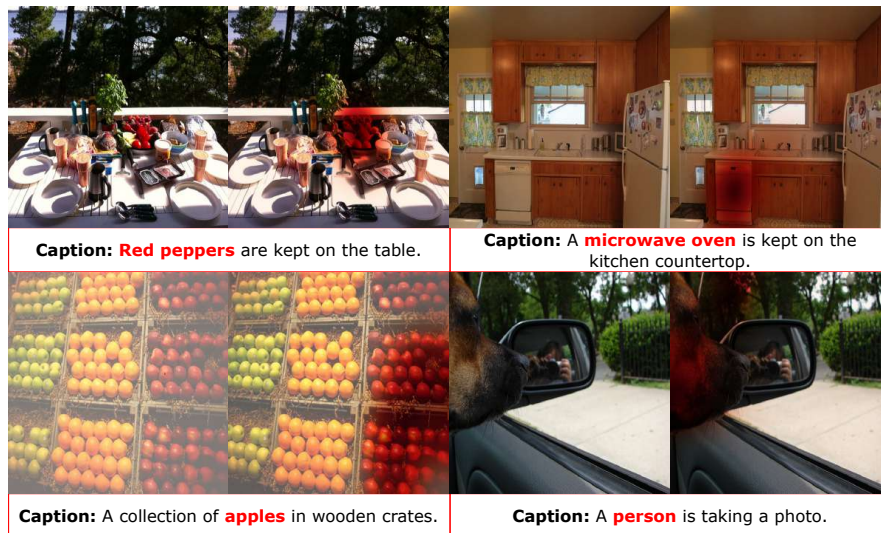 Caption: Red peppers are kept on the table.
Caption: A microwave oven is kept on the
kitchen countertop.
Caption: A collection of apples in wooden crates.
Caption: A person is taking a photo.